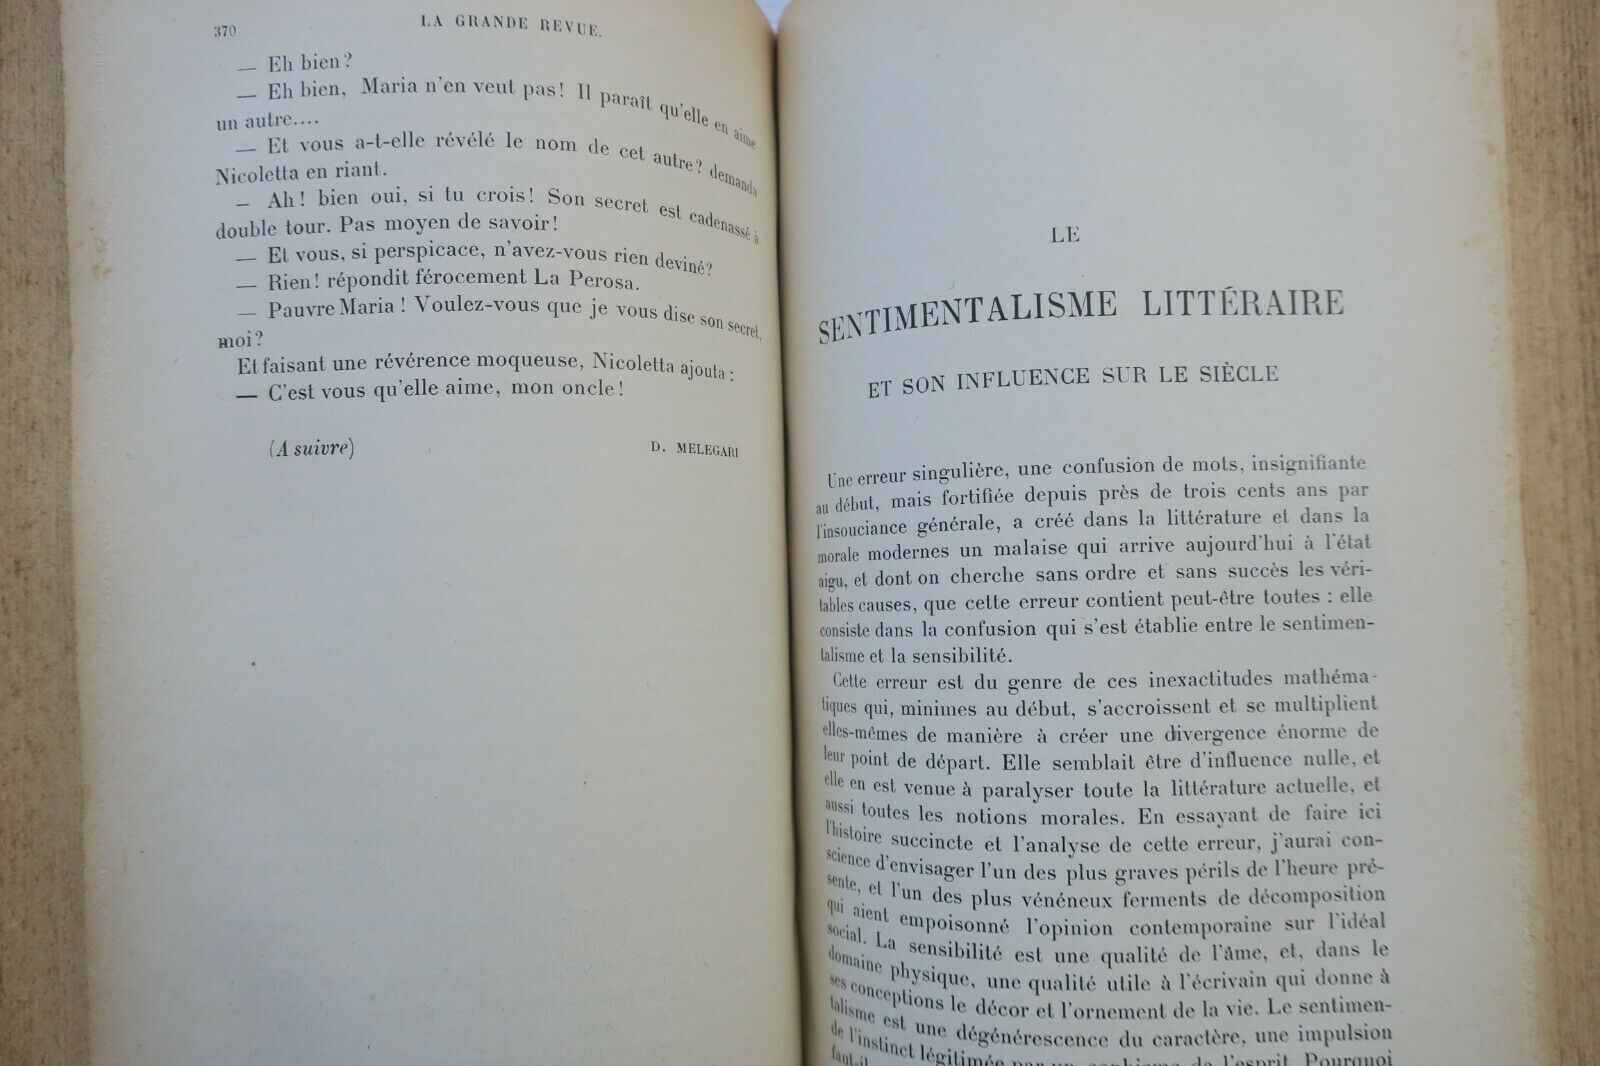 370
LA GRANDE REVUE.
— Eh bien?
— Eh bien, Maria n'en veut pas! Il paraît qu'elle en aime
un autre....
— Et vous a-t-elle révélé le nom de cet autre? demanda
Nicoletta en riant.
— Ah! bien oui, si tu crois! Son secret est cadenassé à
double tour. Pas moyen de savoir!
— Et vous, si perspicace, n'avez-vous rien deviné?
— Rien! répondit férocement La Perosa.
— Pauvre Maria! Voulez-vous que je vous dise son secret,
moi?
Et faisant une révérence moqueuse, Nicoletta ajouta:
— C'est vous qu'elle aime, mon oncle!
(A suivre)
D. MELEGARI
LE
SENTIMENTALISME LITTÉRAIRE
ET SON INFLUENCE SUR LE SIÈCLE
Une erreur singulière, une confusion de mots, insignifiante
au début, mais fortifiée depuis près de trois cents ans par
l'insouciance générale, a créé dans la littérature et dans la
morale modernes un malaise qui arrive aujourd'hui à l'état
aigu, et dont on cherche sans ordre et sans succès les véri-
tables causes, que cette erreur contient peut-être toutes : elle
consiste dans la confusion qui s'est établie entre le sentimen-
talisme et la sensibilité.
Cette erreur est du genre de ces inexactitudes mathéma-
tiques qui, minimes au début, s'accroissent et se multiplient
elles-mêmes de manière à créer une divergence énorme de
leur point de départ. Elle semblait être d'influence nulle, et
elle en est venue à paralyser toute la littérature actuelle, et
aussi toutes les notions morales. En essayant de faire ici
l'histoire succincte et l'analyse de cette erreur, j'aurai con-
science d'envisager l'un des plus graves périls de l'heure pré-
sente, et l'un des plus vénéneux ferments de décomposition
qui aient empoisonné l'opinion contemporaine sur l'idéal
social. La sensibilité est une qualité de l'âme, et, dans le
domaine physique, une qualité utile à l'écrivain qui donne à
ses conceptions le décor et l'ornement de la vie. Le sentimen-
talisme est une dégénérescence du caractère, une impulsion
de l'instinct légitimée par un sophisme de l'esprit. Pourquoi
faut-il